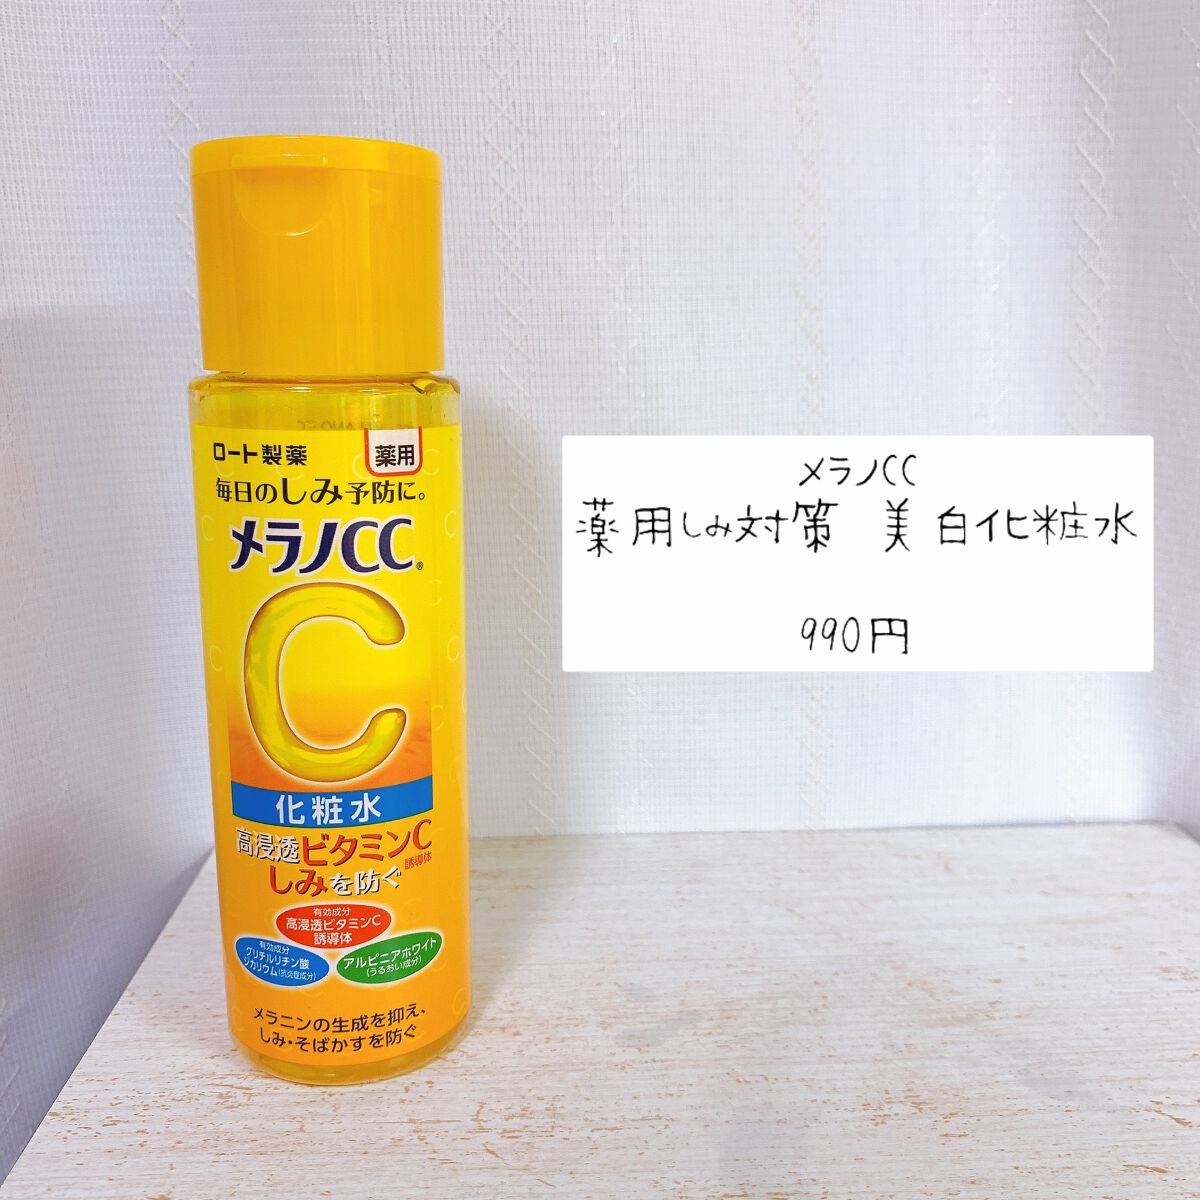 ロート製薬
薬用
毎日のしみ予防に。
メラノCC®
C
化粧水
高浸透ビタミンC
誘導体
しみを防ぐ
有効成分
高浸透ビタミンC
誘導体
有効成分
グリチルリチン酸
ジカリウム(抗炎症成分)
アルピニアホワイト
(うるおい成分)
メラニンの生成を抑え、
しみ・そばかすを防ぐ
メラノCC
薬用しみ対策 美白化粧水
990円